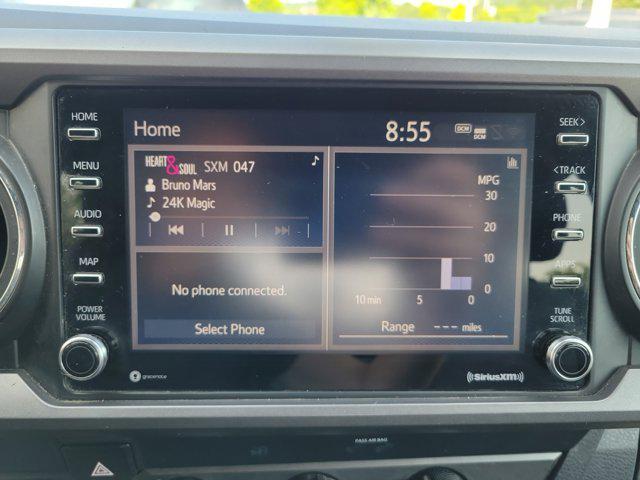 HOME
MENU
AUDIO
MAP
POWER
VOLUME
Home
8:55
DCM
DCM
HEART & SOUL SXM 047
Bruno Mars
24K Magic
No phone connected.
Select Phone
MPG
30
20
10
0
10 min 5 0
Range --- miles
SEEK >
< TRACK
PHONE
APPS
TUNE
SCROLL
gracenote
SiriusXM
PASS AIR BAG